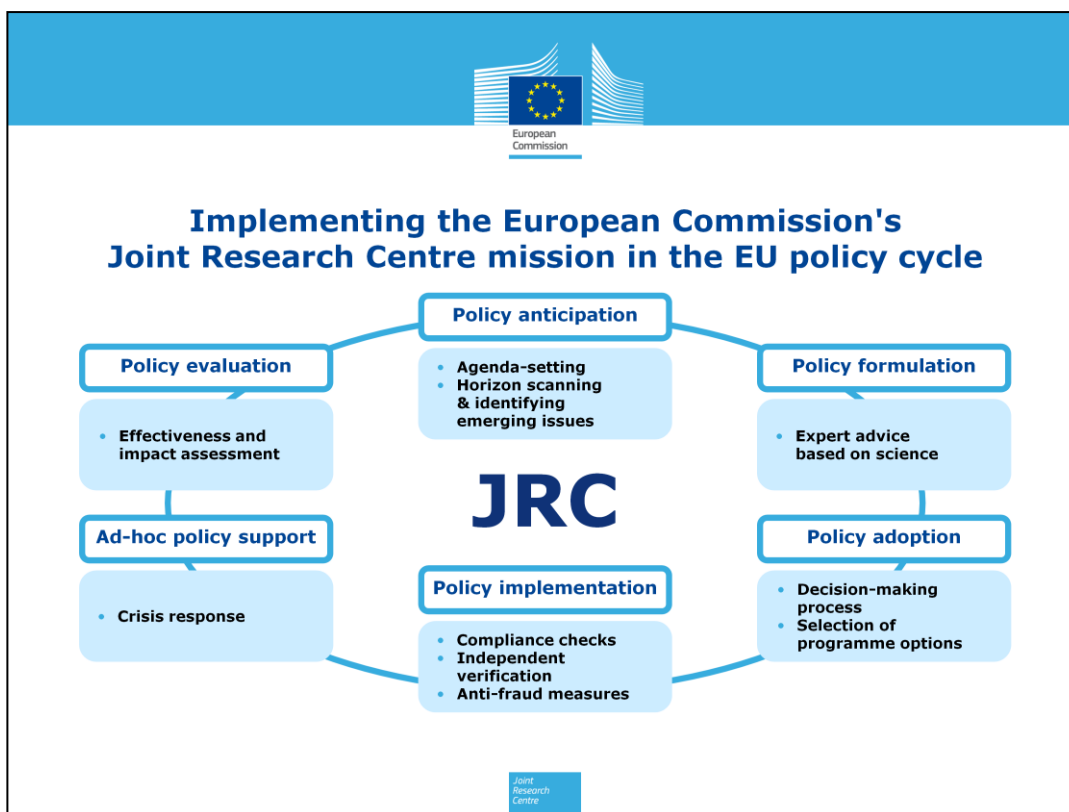 European
Commission
Implementing the European Commission's
Joint Research Centre mission in the EU policy cycle
Policy anticipation
• Agenda-setting
• Horizon scanning
& identifying
emerging issues
Policy formulation
• Expert advice
based on science
Policy adoption
• Decision-making
process
• Selection of
programme options
Policy implementation
• Compliance checks
• Independent
verification
• Anti-fraud measures
Ad-hoc policy support
• Crisis response
Policy evaluation
• Effectiveness and
impact assessment
JRC
Joint
Research
Centre